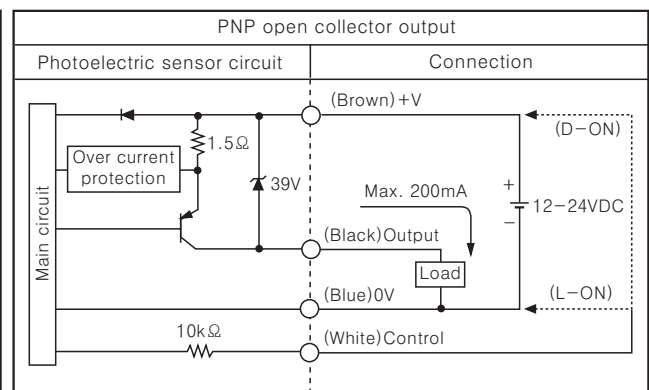 PNP open collector output
Photoelectric sensor circuit
Connection
(Brown)+V
(D-ON)
1.5Ω
Over current
protection
39V
Max. 200mA
+
12-24VDC
-
Main circuit
(Black)Output
Load
(Blue)0V
(L-ON)
10kΩ
(White)Control